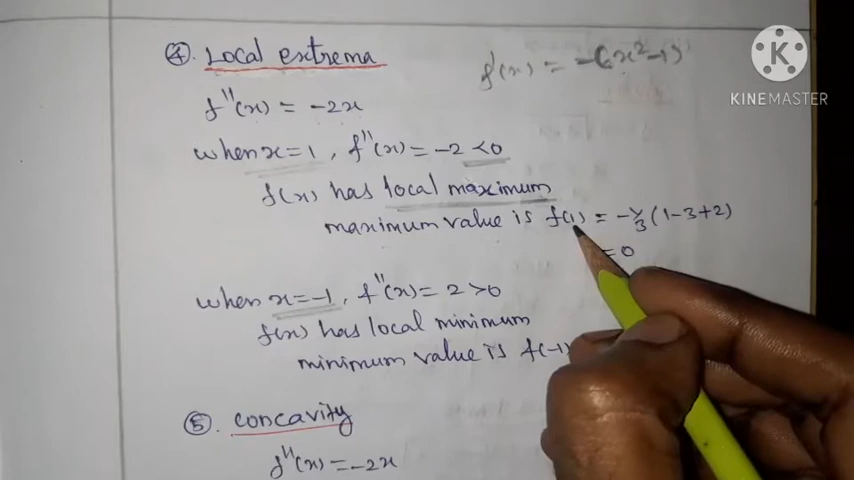 ④. Local extrema
f'(x) = -(x²-1)
KINEMASTER
f''(x) = -2x
when x=1, f''(x) = -2 <0
f(x) has local maximum
maximum value is f(1) = -1/3 (1-3+2)
= 0
when x=-1, f''(x) = 2 >0
f(x) has local minimum
minimum value is f(-1)
⑤. concavity
f''(x) = -2x